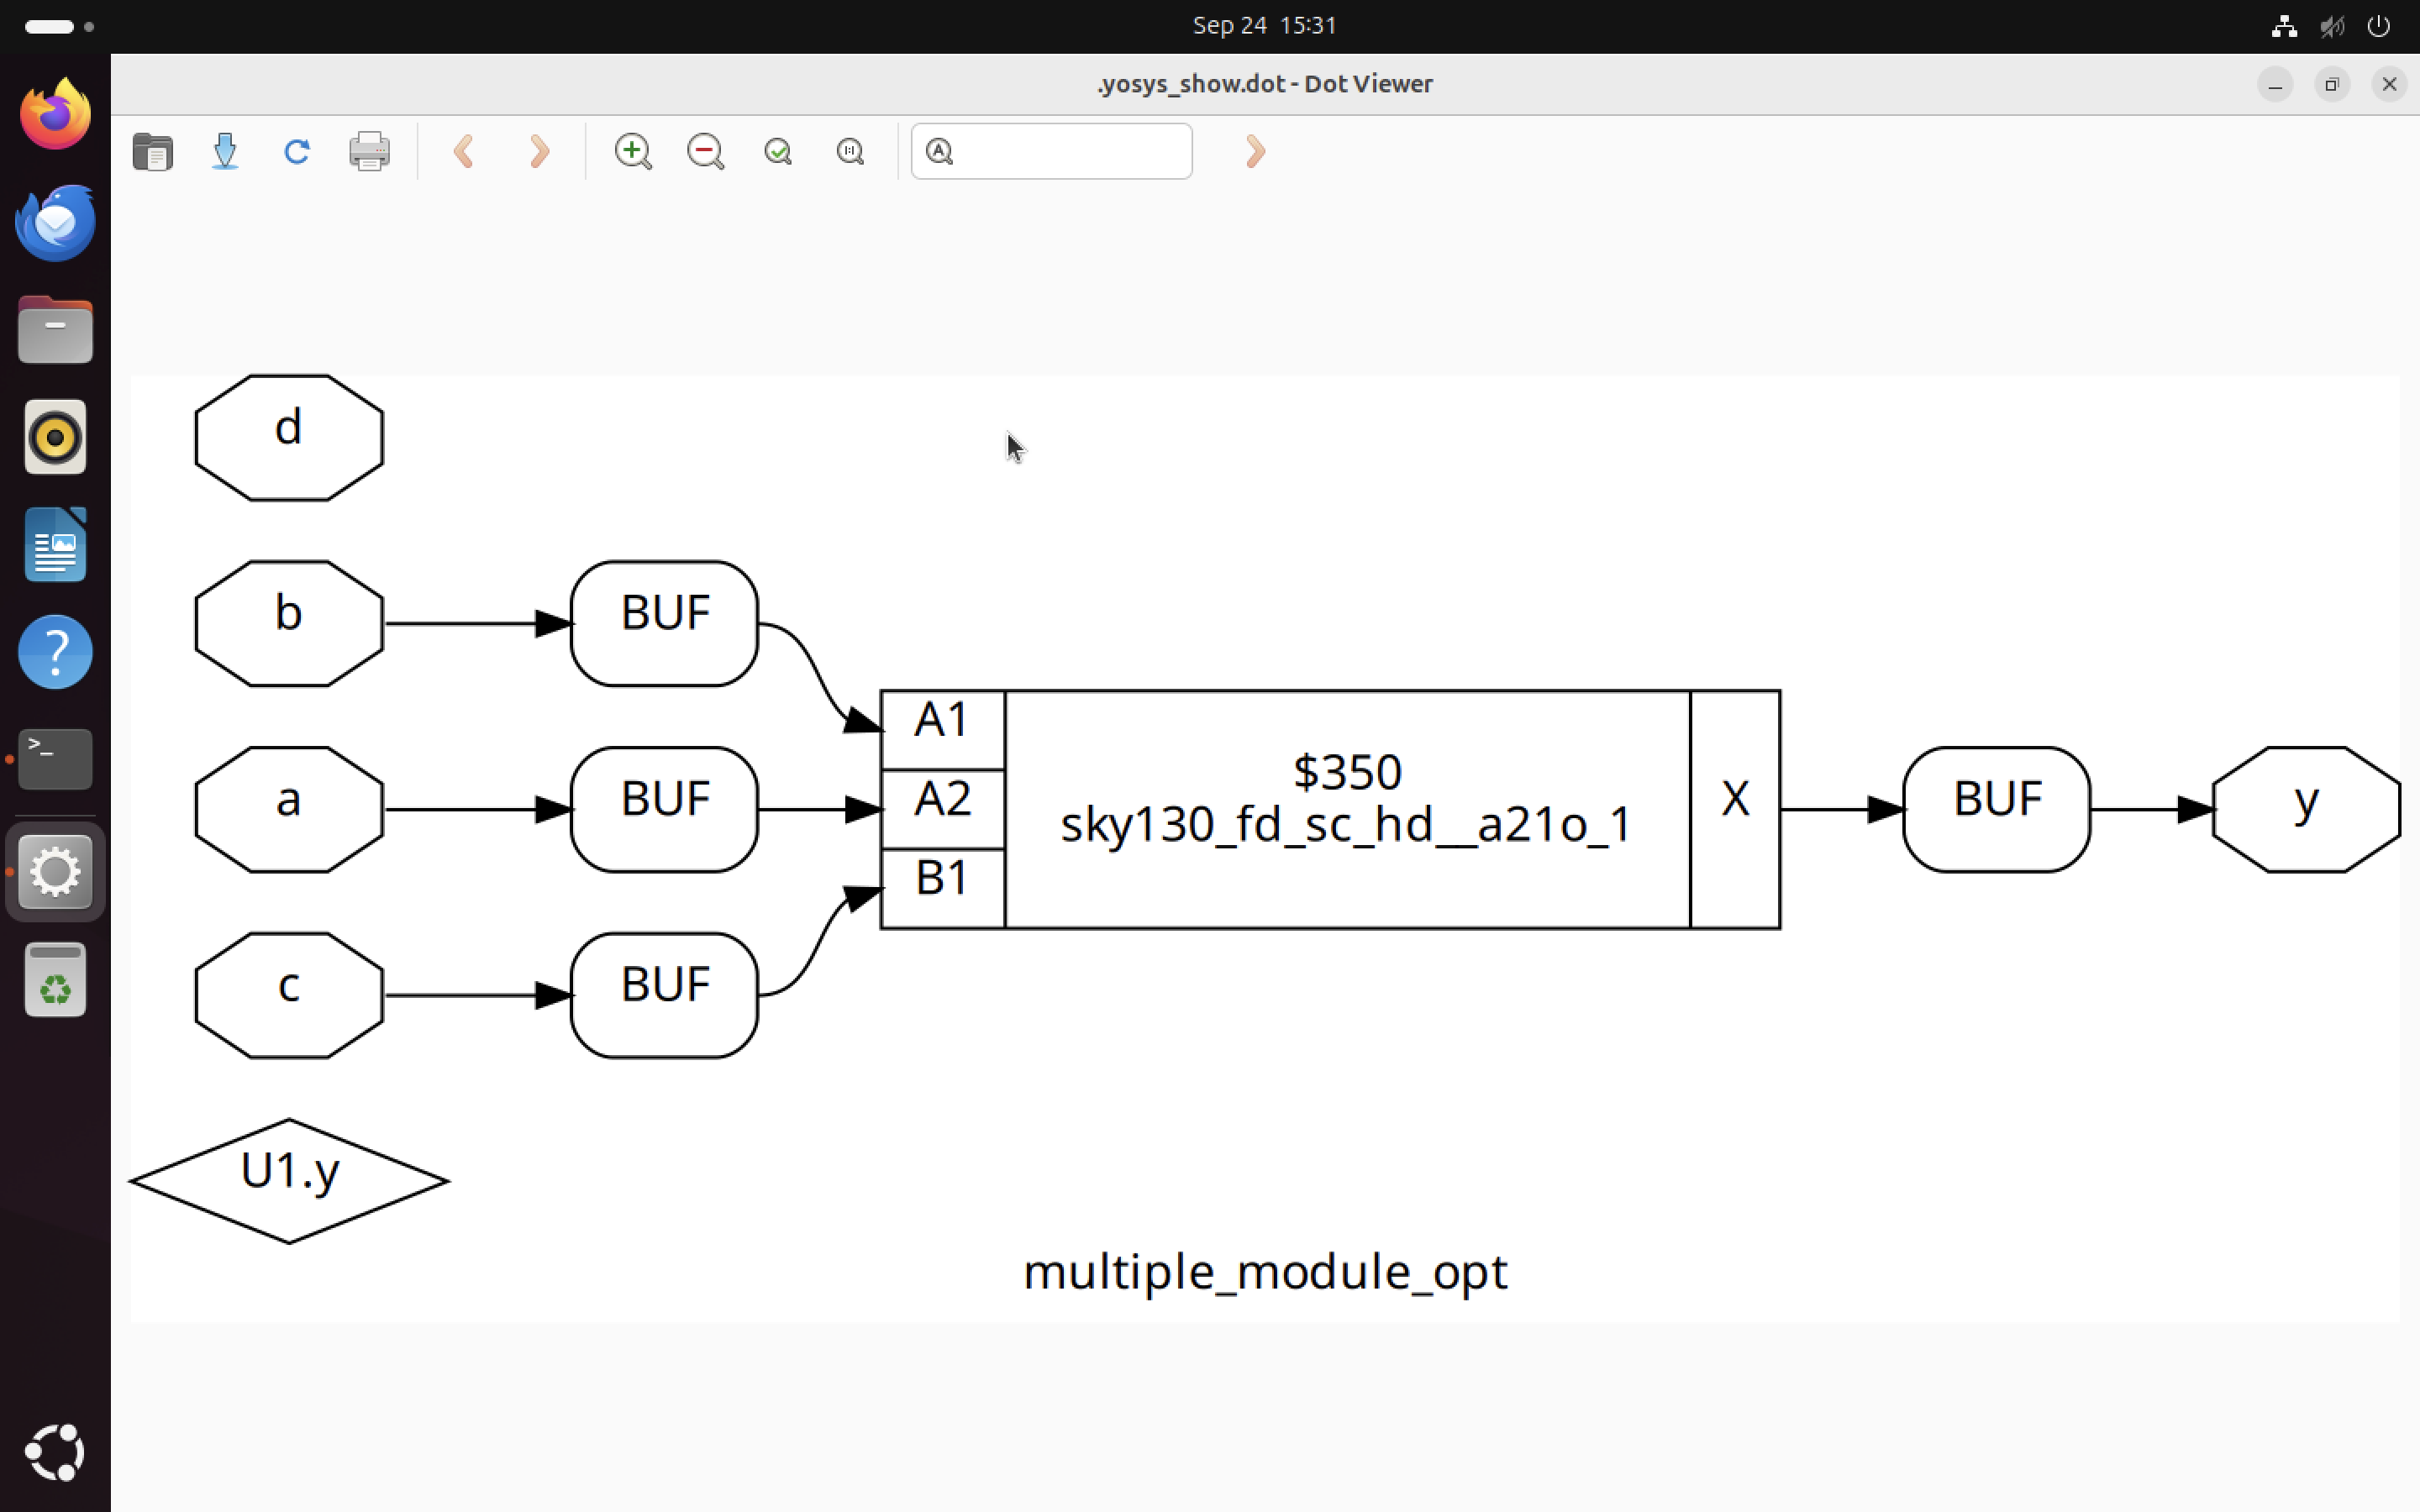 Sep 24 15:31
.yosys_show.dot - Dot Viewer
d
b
BUF
a
BUF
c
BUF
A1
A2
B1
$350
sky130_fd_sc_hd__a21o_1
X
BUF
y
U1.y
multiple_module_opt